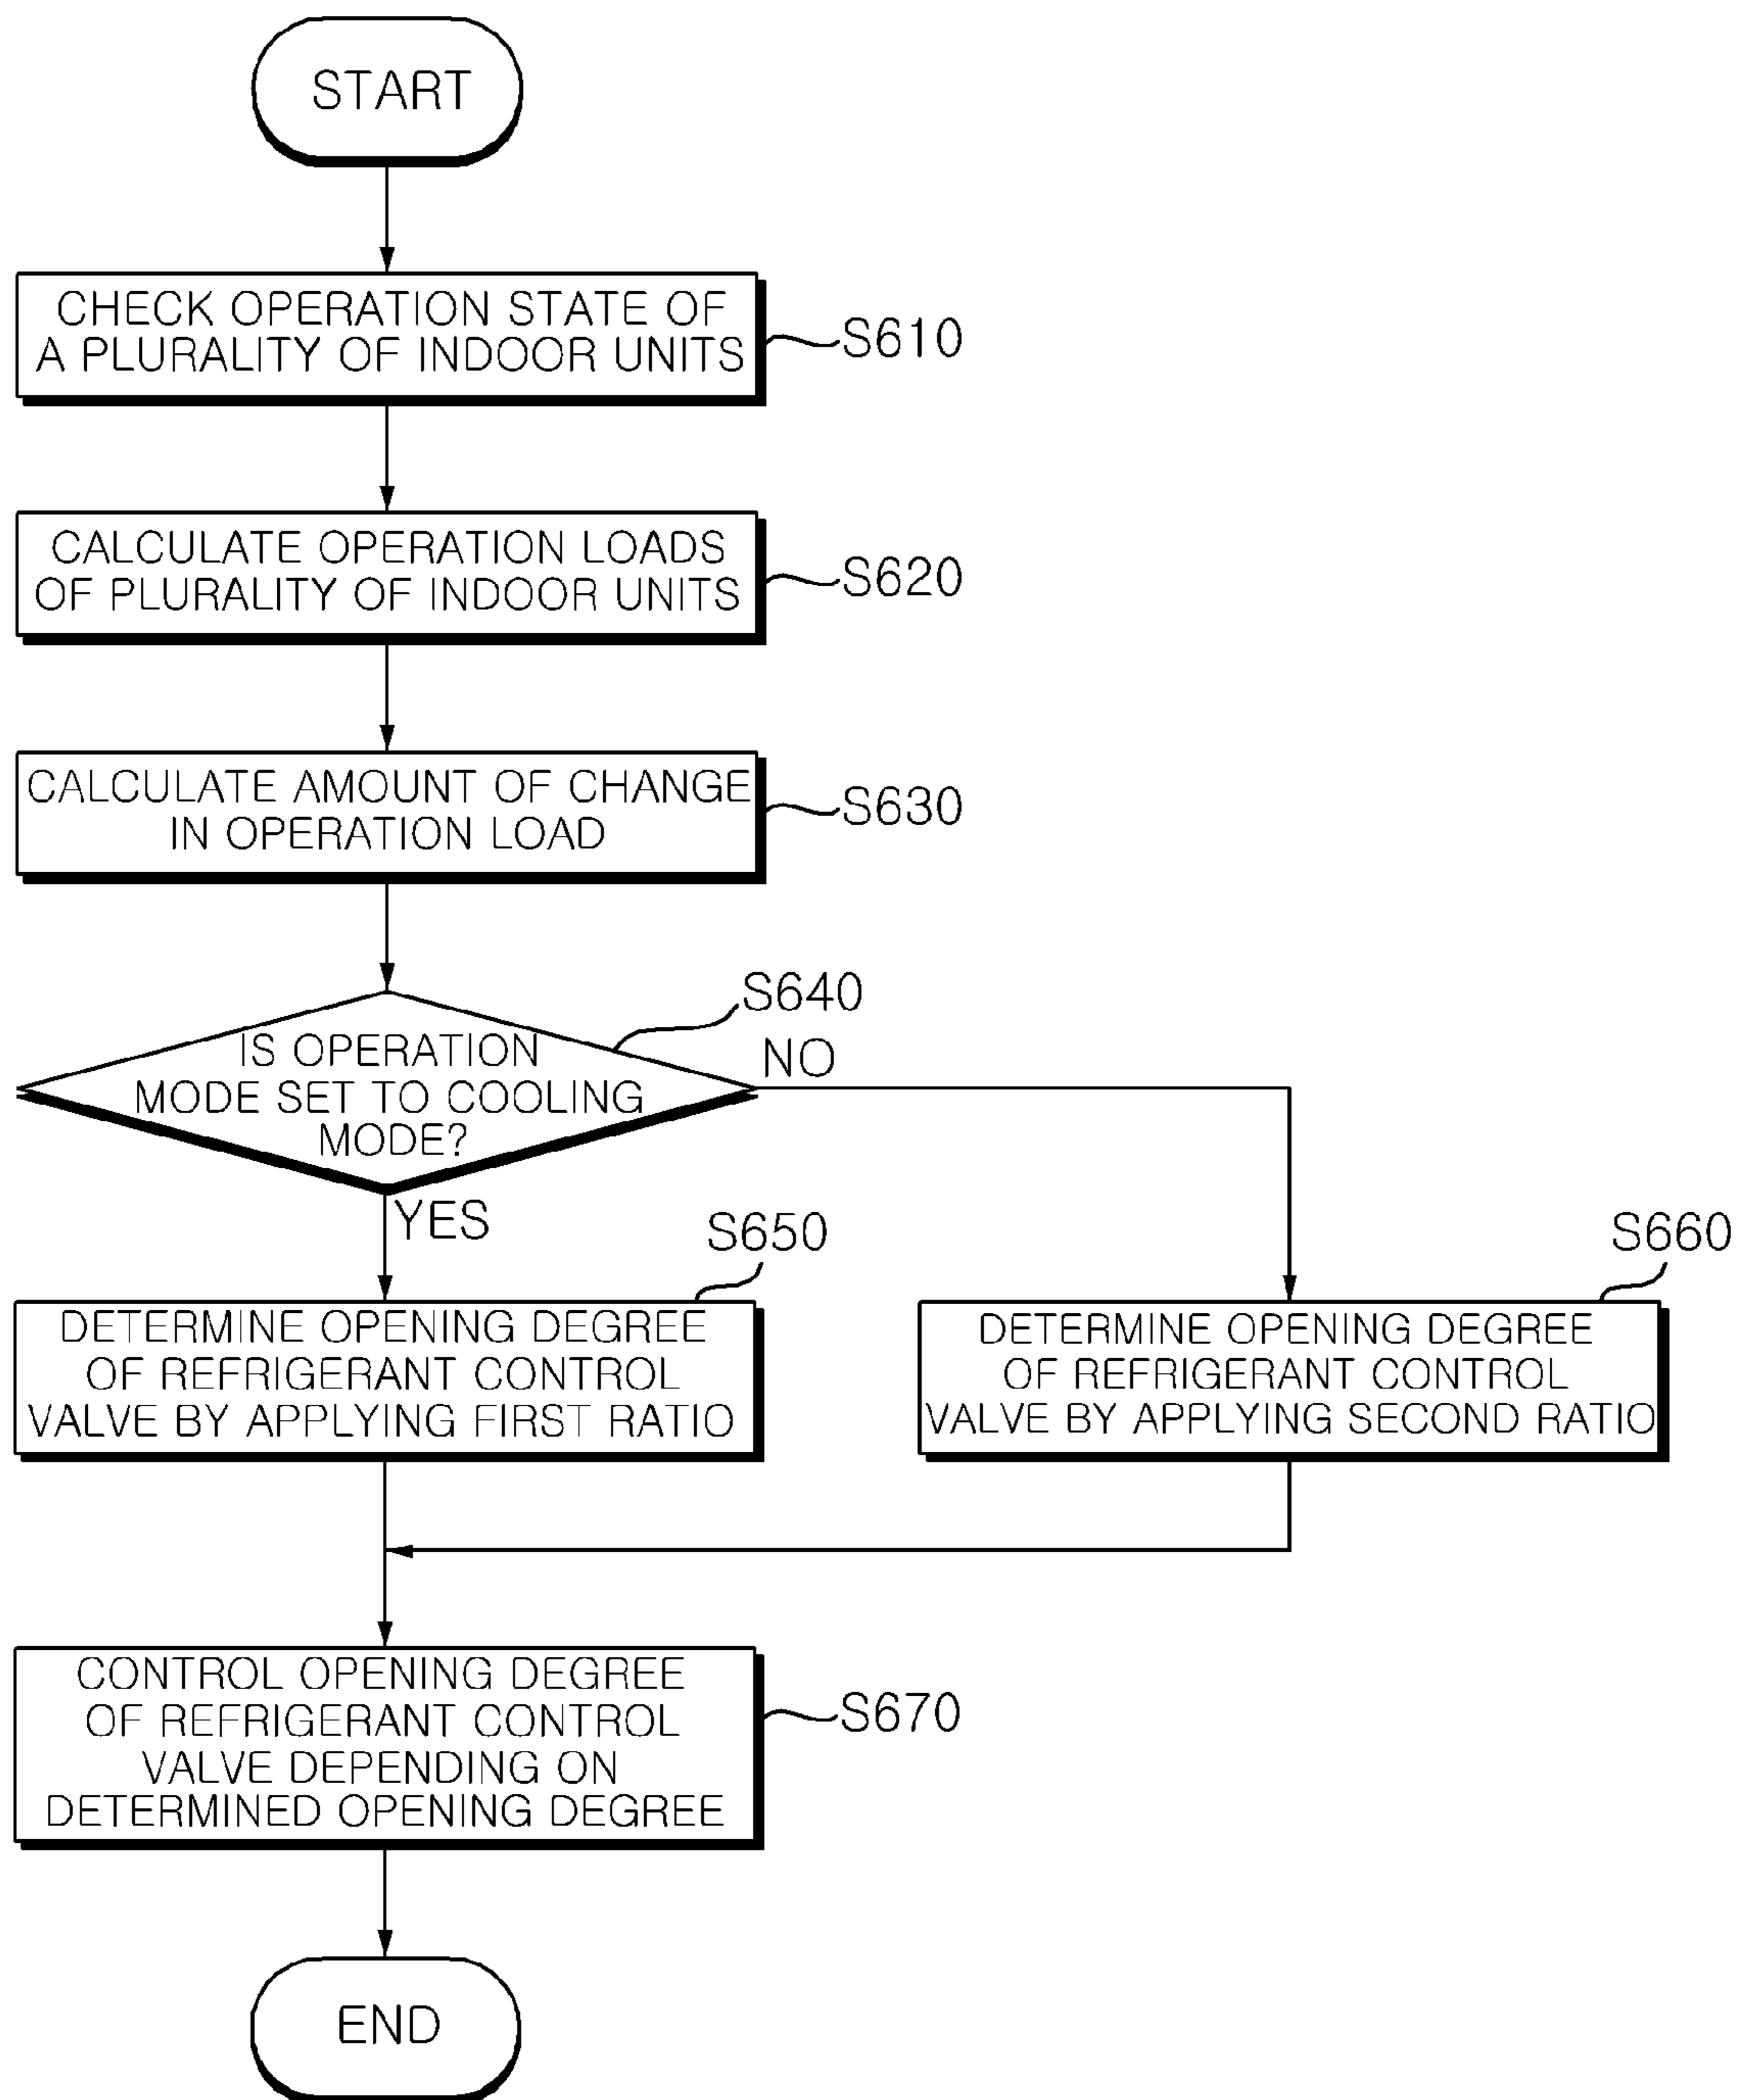 START
CHECK OPERATION STATE OF
A PLURALITY OF INDOOR UNITS
S610
CALCULATE OPERATION LOADS
OF PLURALITY OF INDOOR UNITS
S620
CALCULATE AMOUNT OF CHANGE
IN OPERATION LOAD
S630
S640
IS OPERATION
MODE SET TO COOLING
MODE?
NO
YES
S650
DETERMINE OPENING DEGREE
OF REFRIGERANT CONTROL
VALVE BY APPLYING FIRST RATIO
S660
DETERMINE OPENING DEGREE
OF REFRIGERANT CONTROL
VALVE BY APPLYING SECOND RATIO
CONTROL OPENING DEGREE
OF REFRIGERANT CONTROL
VALVE DEPENDING ON
DETERMINED OPENING DEGREE
S670
END